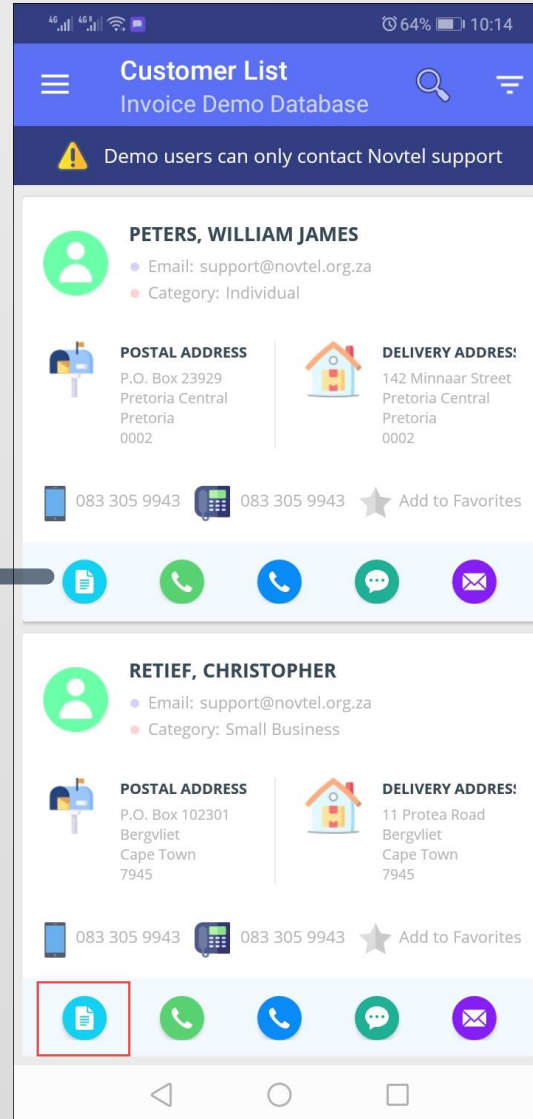 4G 4G R 64% 10:14
Customer List
Invoice Demo Database
Demo users can only contact Novtel support
PETERS, WILLIAM JAMES
Email: support@novtel.org.za
Category: Individual
POSTAL ADDRESS
P.O. Box 23929
Pretoria Central
Pretoria
0002
DELIVERY ADDRESS
142 Minnaar Street
Pretoria Central
Pretoria
0002
083 305 9943 083 305 9943 Add to Favorites
RETIEF, CHRISTOPHER
Email: support@novtel.org.za
Category: Small Business
POSTAL ADDRESS
P.O. Box 102301
Bergvliet
Cape Town
7945
DELIVERY ADDRESS
11 Protea Road
Bergvliet
Cape Town
7945
083 305 9943 083 305 9943 Add to Favorites